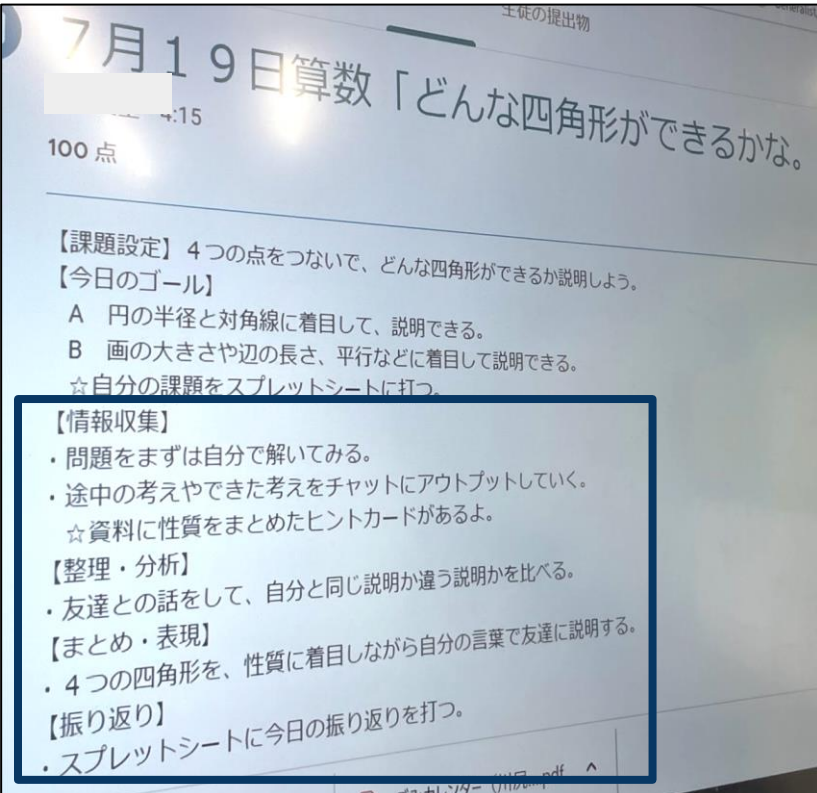 生徒の提出物
7月19日算数「どんな四角形ができるかな。
4:15
100 点
【課題設定】4つの点をつないで、どんな四角形ができるか説明しよう。
【今日のゴール】
A 円の半径と対角線に着目して、説明できる。
B 画の大きさや辺の長さ、平行などに着目して説明できる。
☆自分の課題をスプレットシートに打つ。
【情報収集】
・問題をまずは自分で解いてみる。
・途中の考えやできた考えをチャットにアウトプットしていく。
☆資料に性質をまとめたヒントカードがあるよ。
【整理・分析】
・友達との話をして、自分と同じ説明か違う説明かを比べる。
【まとめ・表現】
・4つの四角形を、性質に着目しながら自分の言葉で友達に説明する。
【振り返り】
・スプレットシートに今日の振り返りを打つ。